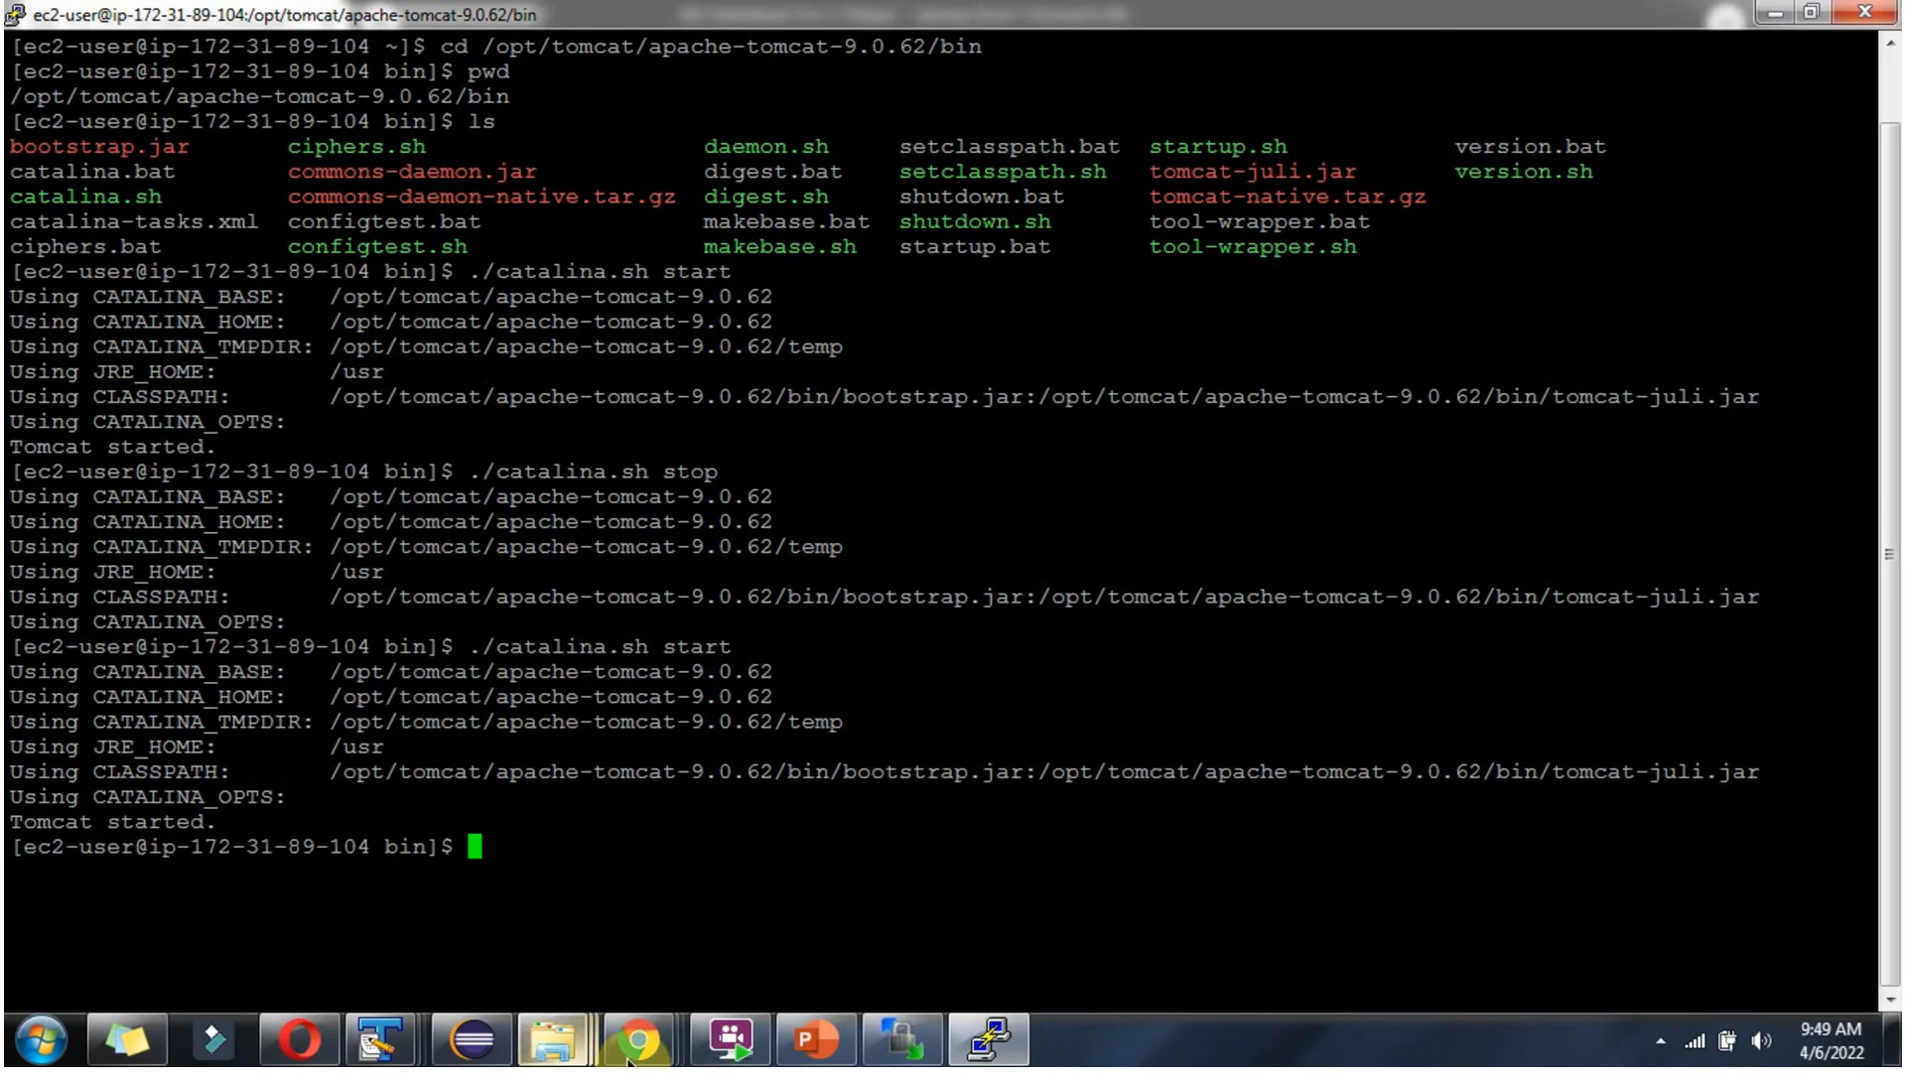 ec2-user@ip-172-31-89-104:/opt/tomcat/apache-tomcat-9.0.62/bin
[ec2-user@ip-172-31-89-104 ~]$ cd /opt/tomcat/apache-tomcat-9.0.62/bin
[ec2-user@ip-172-31-89-104 bin]$ pwd
/opt/tomcat/apache-tomcat-9.0.62/bin
[ec2-user@ip-172-31-89-104 bin]$ ls
bootstrap.jar ciphers.sh daemon.sh setclasspath.bat startup.sh version.bat
catalina.bat commons-daemon.jar digest.bat setclasspath.sh tomcat-juli.jar version.sh
catalina.sh commons-daemon-native.tar.gz digest.sh shutdown.bat tomcat-native.tar.gz
catalina-tasks.xml configtest.bat makebase.bat shutdown.sh tool-wrapper.bat
ciphers.bat configtest.sh makebase.sh startup.bat tool-wrapper.sh
[ec2-user@ip-172-31-89-104 bin]$ ./catalina.sh start
Using CATALINA_BASE: /opt/tomcat/apache-tomcat-9.0.62
Using CATALINA_HOME: /opt/tomcat/apache-tomcat-9.0.62
Using CATALINA_TMPDIR: /opt/tomcat/apache-tomcat-9.0.62/temp
Using JRE_HOME: /usr
Using CLASSPATH: /opt/tomcat/apache-tomcat-9.0.62/bin/bootstrap.jar:/opt/tomcat/apache-tomcat-9.0.62/bin/tomcat-juli.jar
Using CATALINA_OPTS:
Tomcat started.
[ec2-user@ip-172-31-89-104 bin]$ ./catalina.sh stop
Using CATALINA_BASE: /opt/tomcat/apache-tomcat-9.0.62
Using CATALINA_HOME: /opt/tomcat/apache-tomcat-9.0.62
Using CATALINA_TMPDIR: /opt/tomcat/apache-tomcat-9.0.62/temp
Using JRE_HOME: /usr
Using CLASSPATH: /opt/tomcat/apache-tomcat-9.0.62/bin/bootstrap.jar:/opt/tomcat/apache-tomcat-9.0.62/bin/tomcat-juli.jar
Using CATALINA_OPTS:
[ec2-user@ip-172-31-89-104 bin]$ ./catalina.sh start
Using CATALINA_BASE: /opt/tomcat/apache-tomcat-9.0.62
Using CATALINA_HOME: /opt/tomcat/apache-tomcat-9.0.62
Using CATALINA_TMPDIR: /opt/tomcat/apache-tomcat-9.0.62/temp
Using JRE_HOME: /usr
Using CLASSPATH: /opt/tomcat/apache-tomcat-9.0.62/bin/bootstrap.jar:/opt/tomcat/apache-tomcat-9.0.62/bin/tomcat-juli.jar
Using CATALINA_OPTS:
Tomcat started.
[ec2-user@ip-172-31-89-104 bin]$
9:49 AM
4/6/2022